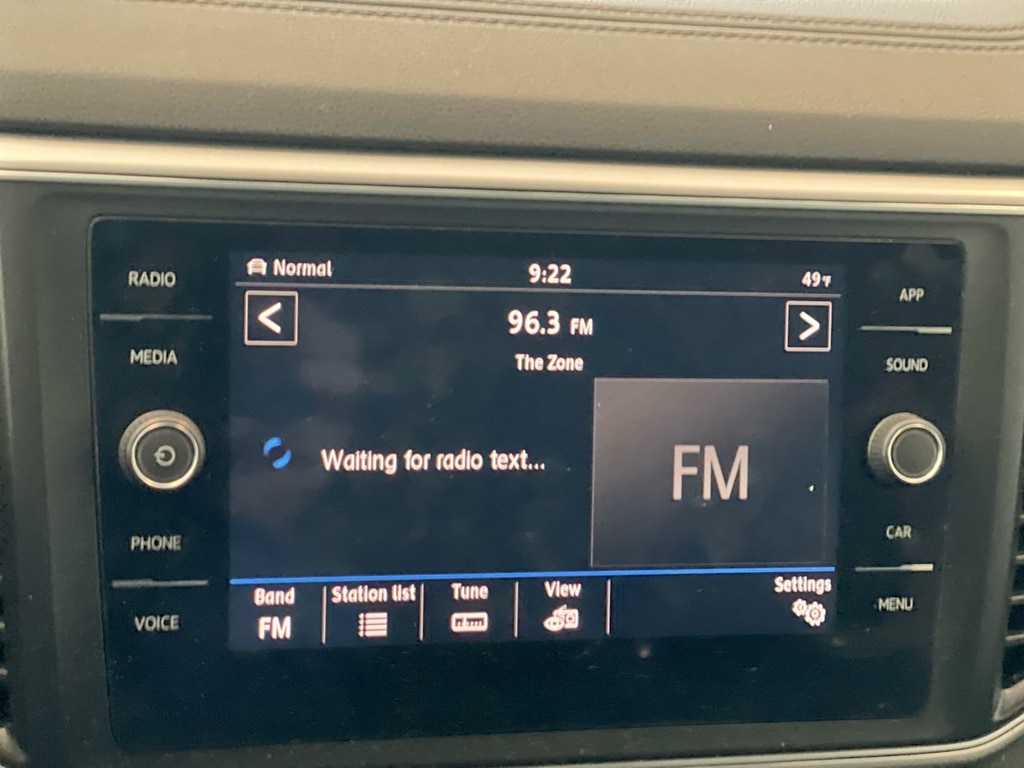 RADIO
MEDIA
PHONE
VOICE
Normal
9:22
49°F
96.3 FM
The Zone
Waiting for radio text...
FM
Band
FM
Station list
Tune
View
Settings
APP
SOUND
CAR
MENU